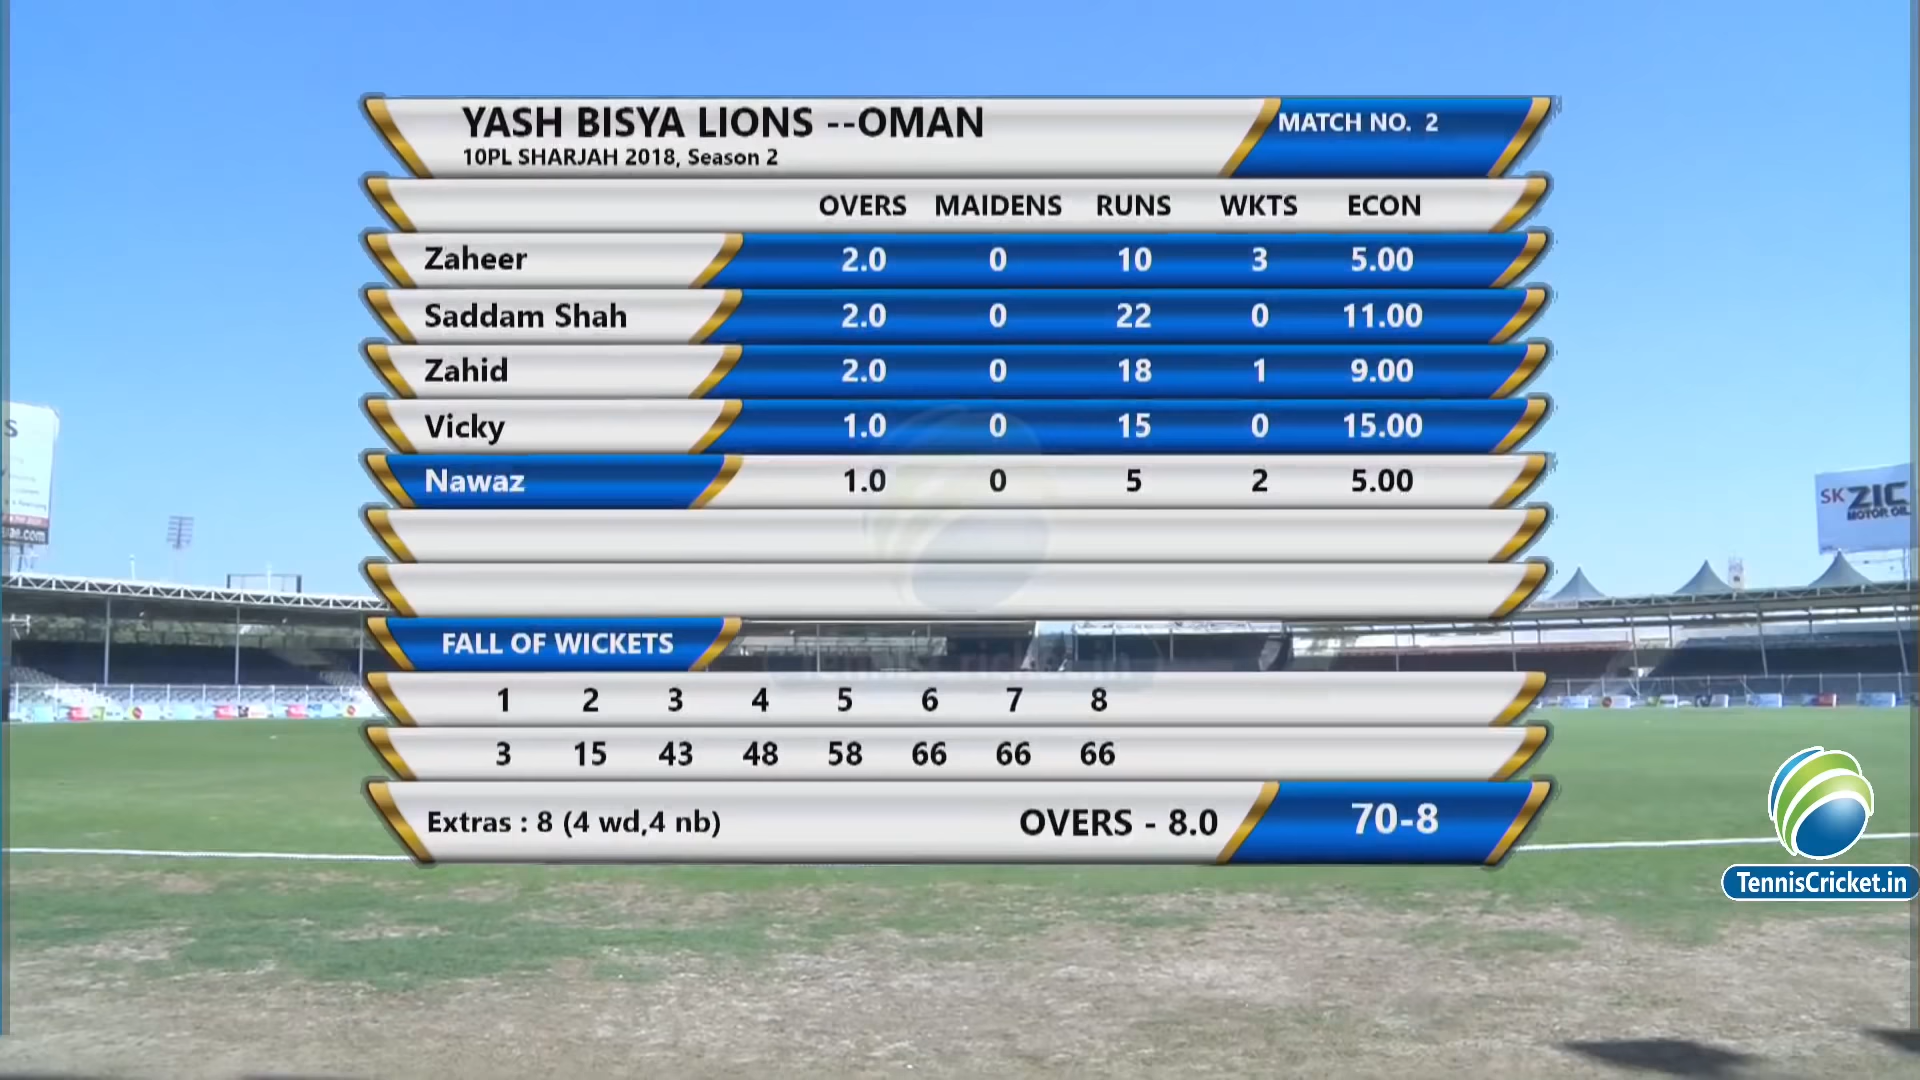 YASH BISYA LIONS --OMAN
MATCH NO. 2
10PL SHARJAH 2018, Season 2
OVERS MAIDENS RUNS WKTS ECON
Zaheer 2.0 0 10 3 5.00
Saddam Shah 2.0 0 22 0 11.00
Zahid 2.0 0 18 1 9.00
Vicky 1.0 0 15 0 15.00
Nawaz 1.0 0 5 2 5.00
SK ZIC
MOTOR OIL
FALL OF WICKETS
1 2 3 4 5 6 7 8
3 15 43 48 58 66 66 66
Extras : 8 (4 wd,4 nb) OVERS - 8.0 70-8
TennisCricket.in